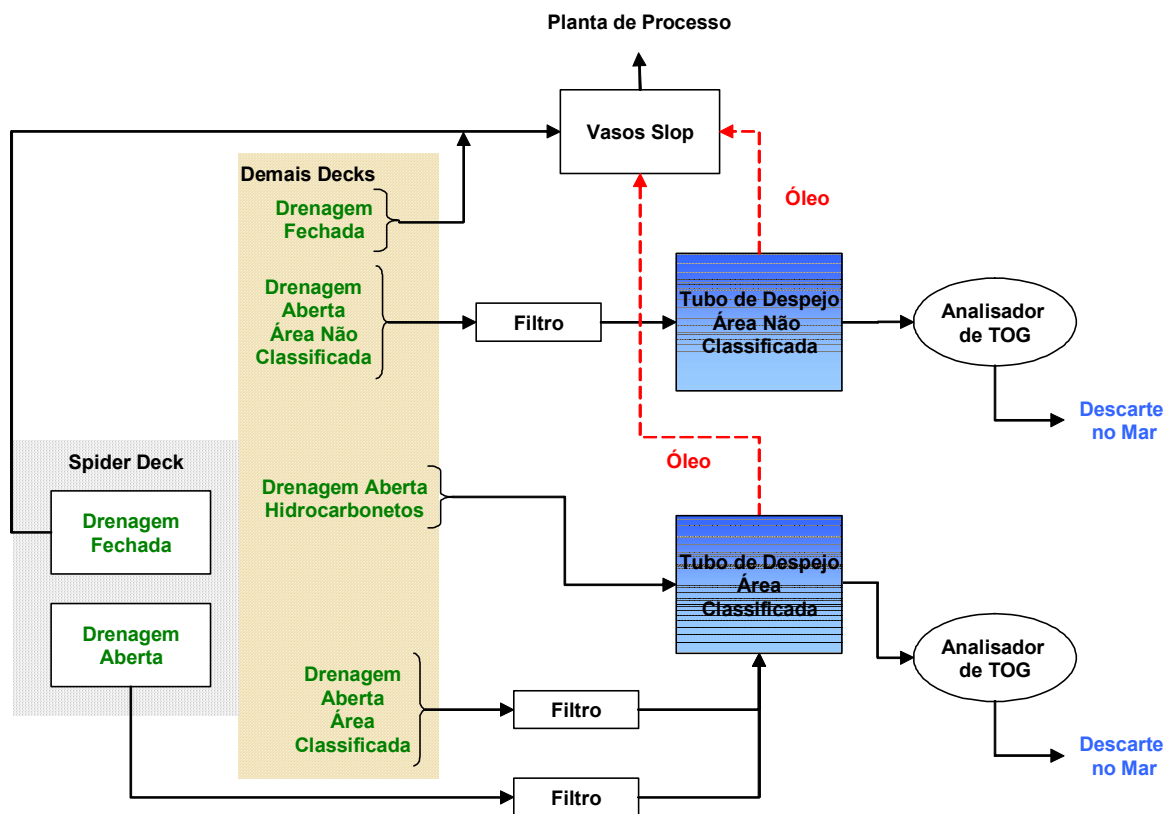 Planta de Processo
Vasos Slop
Demais Decks
Drenagem
Fechada
Óleo
Drenagem
Aberta
Área Não
Classificada
Filtro
Tubo de Despejo
Área Não
Classificada
Analisador
de TOG
Descarte
no Mar
Spider Deck
Drenagem
Fechada
Óleo
Drenagem Aberta
Hidrocarbonetos
Tubo de Despejo
Área
Classificada
Drenagem
Aberta
Analisador
de TOG
Drenagem
Aberta
Área
Classificada
Filtro
Descarte
no Mar
Filtro